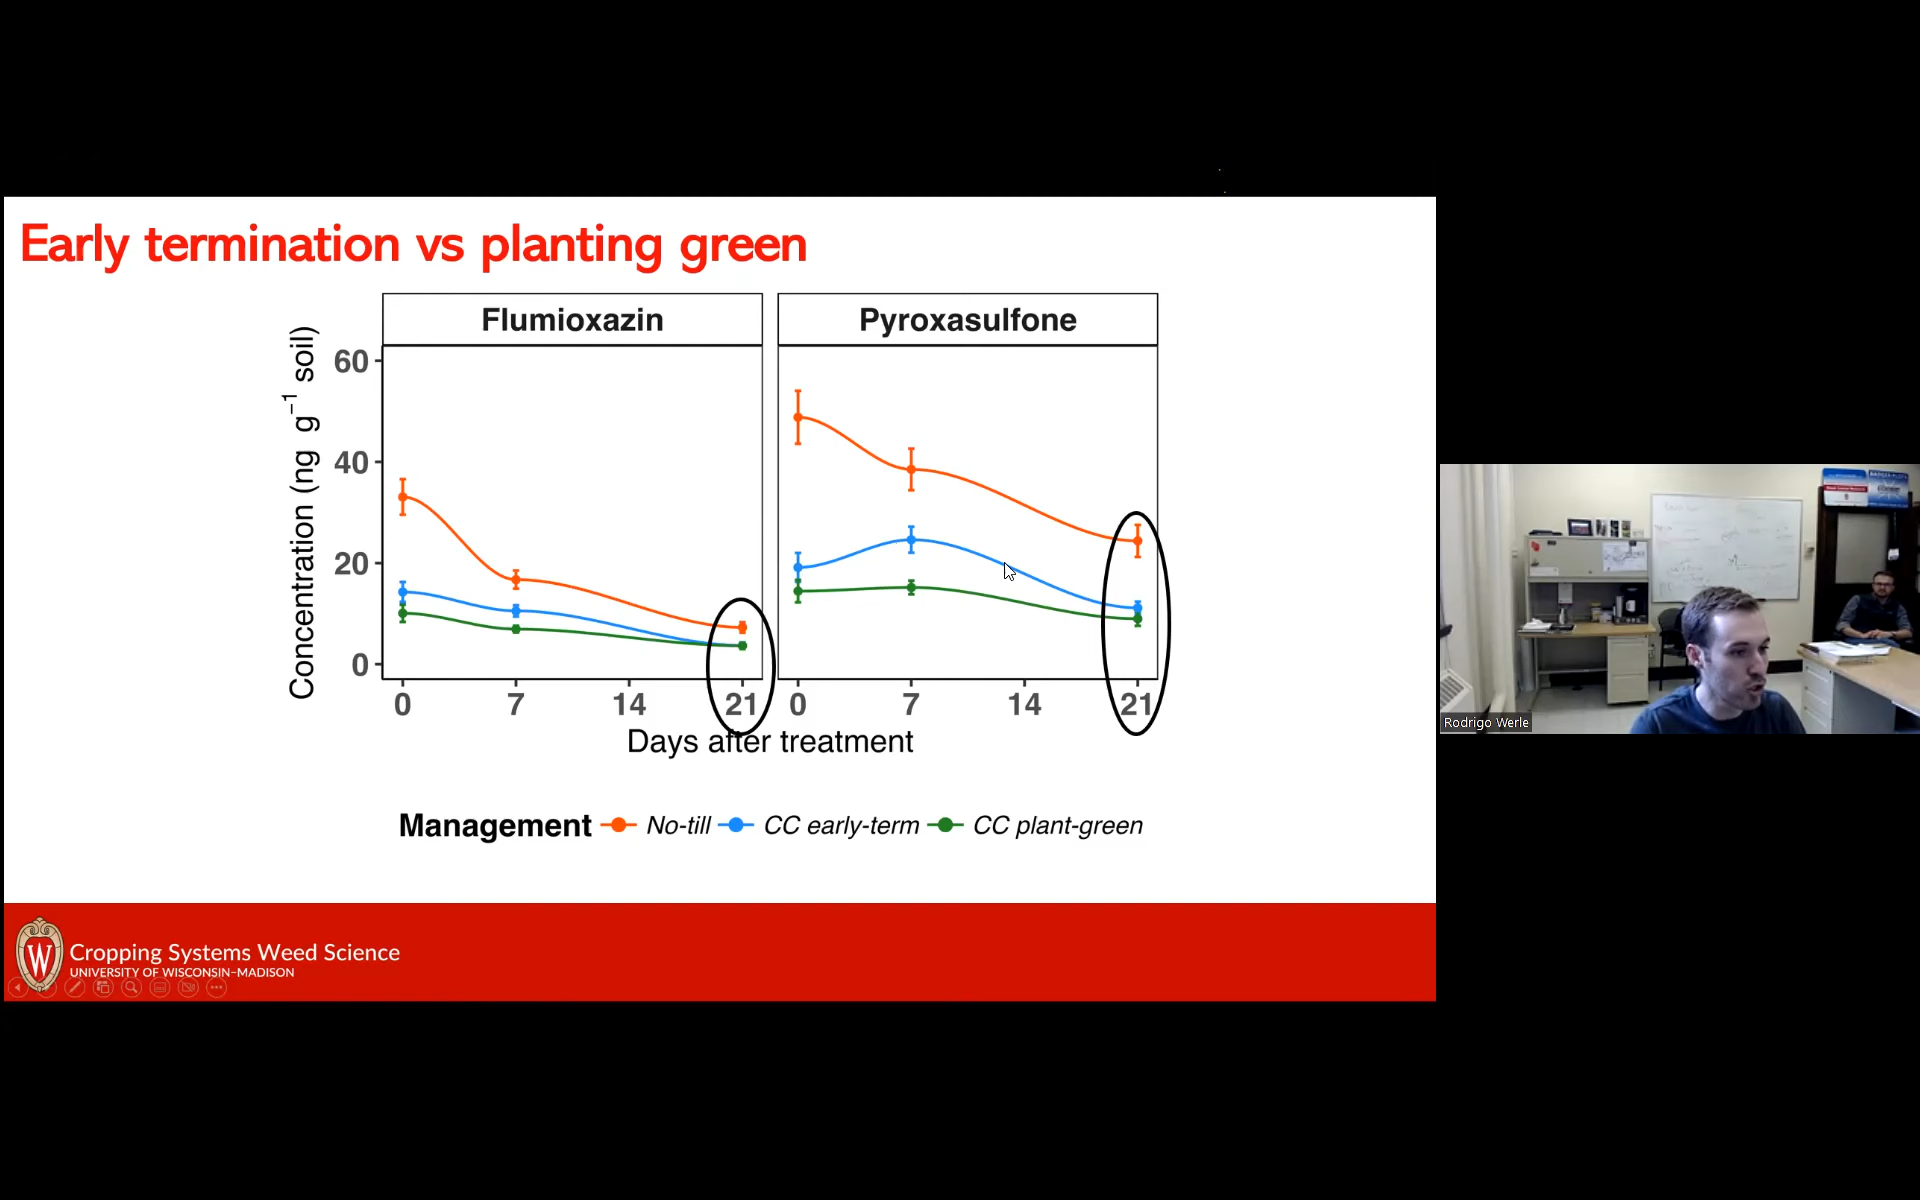 Early termination vs planting green
Flumioxazin
Pyroxasulfone
Concentration (ng g⁻¹ soil)
60
40
20
0
0 7 14 21
0 7 14 21
Days after treatment
Management No-till CC early-term CC plant-green
W
Cropping Systems Weed Science
UNIVERSITY OF WISCONSIN–MADISON
Rodrigo Werle